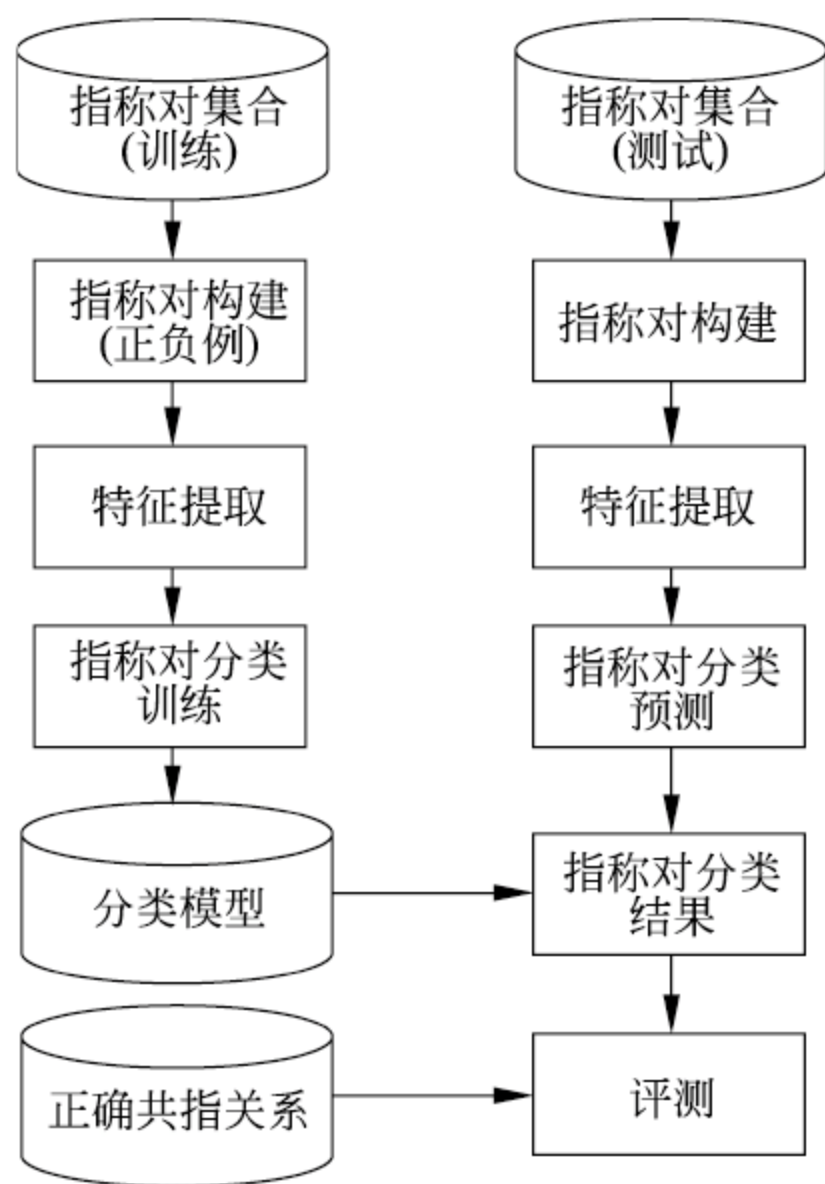 指称对集合
(训练)
指称对构建
(正负例)
特征提取
指称对分类
训练
分类模型
正确共指关系
指称对集合
(测试)
指称对构建
特征提取
指称对分类
预测
指称对分类
结果
评测